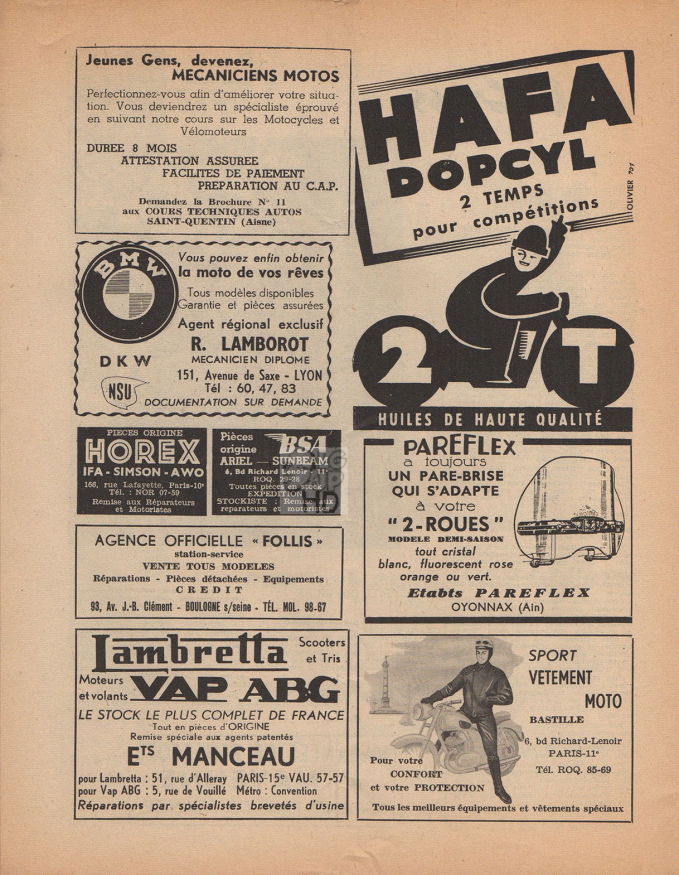 Jeunes Gens, devenez,
MECANICIENS MOTOS
Perfectionnez-vous afin d'améliorer votre situa-
tion. Vous deviendrez un spécialiste éprouvé
en suivant notre cours sur les Motocycles et
Vélomoteurs
DUREE 8 MOIS
ATTESTATION ASSUREE
FACILITES DE PAIEMENT
PREPARATION AU C.A.P.
Demandez la Brochure N° 11
aux COURS TECHNIQUES AUTOS
SAINT-QUENTIN (Aisne)
HAFA
DOPCYL
2 TEMPS
pour compétitions
OLIVIER
2 T
HUILES DE HAUTE QUALITÉ
BMW
DKW
NSU
Vous pouvez enfin obtenir
la moto de vos rêves
Tous modèles disponibles
Garantie et pièces assurées
Agent régional exclusif
R. LAMBOROT
MECANICIEN DIPLOME
151, Avenue de Saxe - LYON
Tél : 60, 47, 83
DOCUMENTATION SUR DEMANDE
PIECES ORIGINE
HOREX
IFA - SIMSON - AWO
166, rue Lafayette, Paris-10e
Tél. : NOR 07-59
Remise aux Réparateurs
et Motoristes
Pièces
origine BSA
ARIEL — SUNBEAM
6, Bd Richard Lenoir - 11e
ROQ. 29-28
Toutes pièces en stock
EXPEDITION
STOCKISTE : Remise aux
reparateurs et motoristes
PAREFLEX
a toujours
UN PARE-BRISE
QUI S'ADAPTE
à votre
"2-ROUES"
MODELE DEMI-SAISON
tout cristal
blanc, fluorescent rose
orange ou vert.
Etabts PAREFLEX
OYONNAX (Ain)
AGENCE OFFICIELLE « FOLLIS »
station-service
VENTE TOUS MODELES
Réparations - Pièces détachées - Equipements
CREDIT
93, Av. J.-B. Clément - BOULOGNE s/seine - TÉL. MOL. 98-67
Lambretta Scooters
et Tris
Moteurs
et volants VAP ABG
LE STOCK LE PLUS COMPLET DE FRANCE
Tout en pièces d'ORIGINE
Remise spéciale aux agents patentés
ETS MANCEAU
pour Lambretta : 51, rue d'Alleray PARIS-15e VAU. 57-57
pour Vap ABG : 5, rue de Vouillé Métro : Convention
Réparations par spécialistes brevetés d'usine
SPORT
VETEMENT
MOTO
BASTILLE
6, bd Richard-Lenoir
PARIS-11e
Tél. ROQ. 85-69
Pour votre
CONFORT
et votre PROTECTION
Tous les meilleurs équipements et vêtements spéciaux